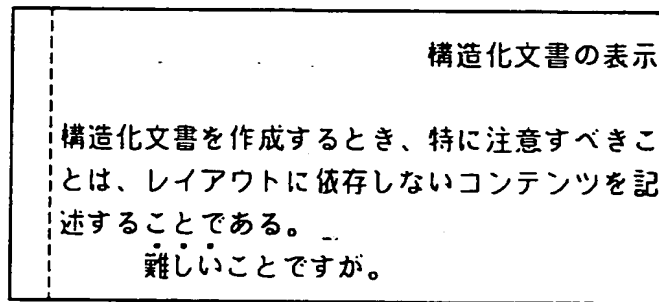 構造化文書の表示
構造化文書を作成するとき、特に注意すべきこ
とは、レイアウトに依存しないコンテンツを記
述することである。
難しいことですが。